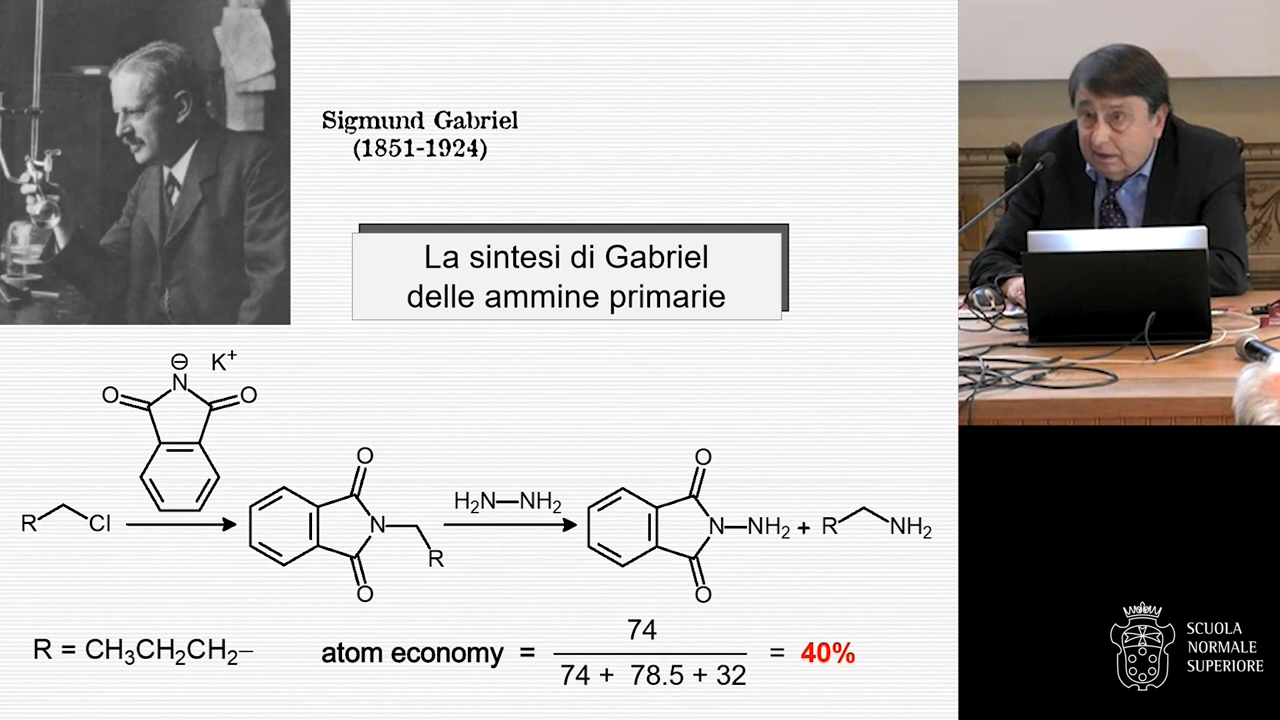 Sigmund Gabriel
(1851-1924)
La sintesi di Gabriel
delle ammine primarie
⊖ K⁺
N
O O
O
H₂N—NH₂
O
R Cl
N
N—NH₂ + R NH₂
R
O
O
R = CH₃CH₂CH₂–
atom economy = 74 / 74 + 78.5 + 32 = 40%
SCUOLA
NORMALE
SUPERIORE